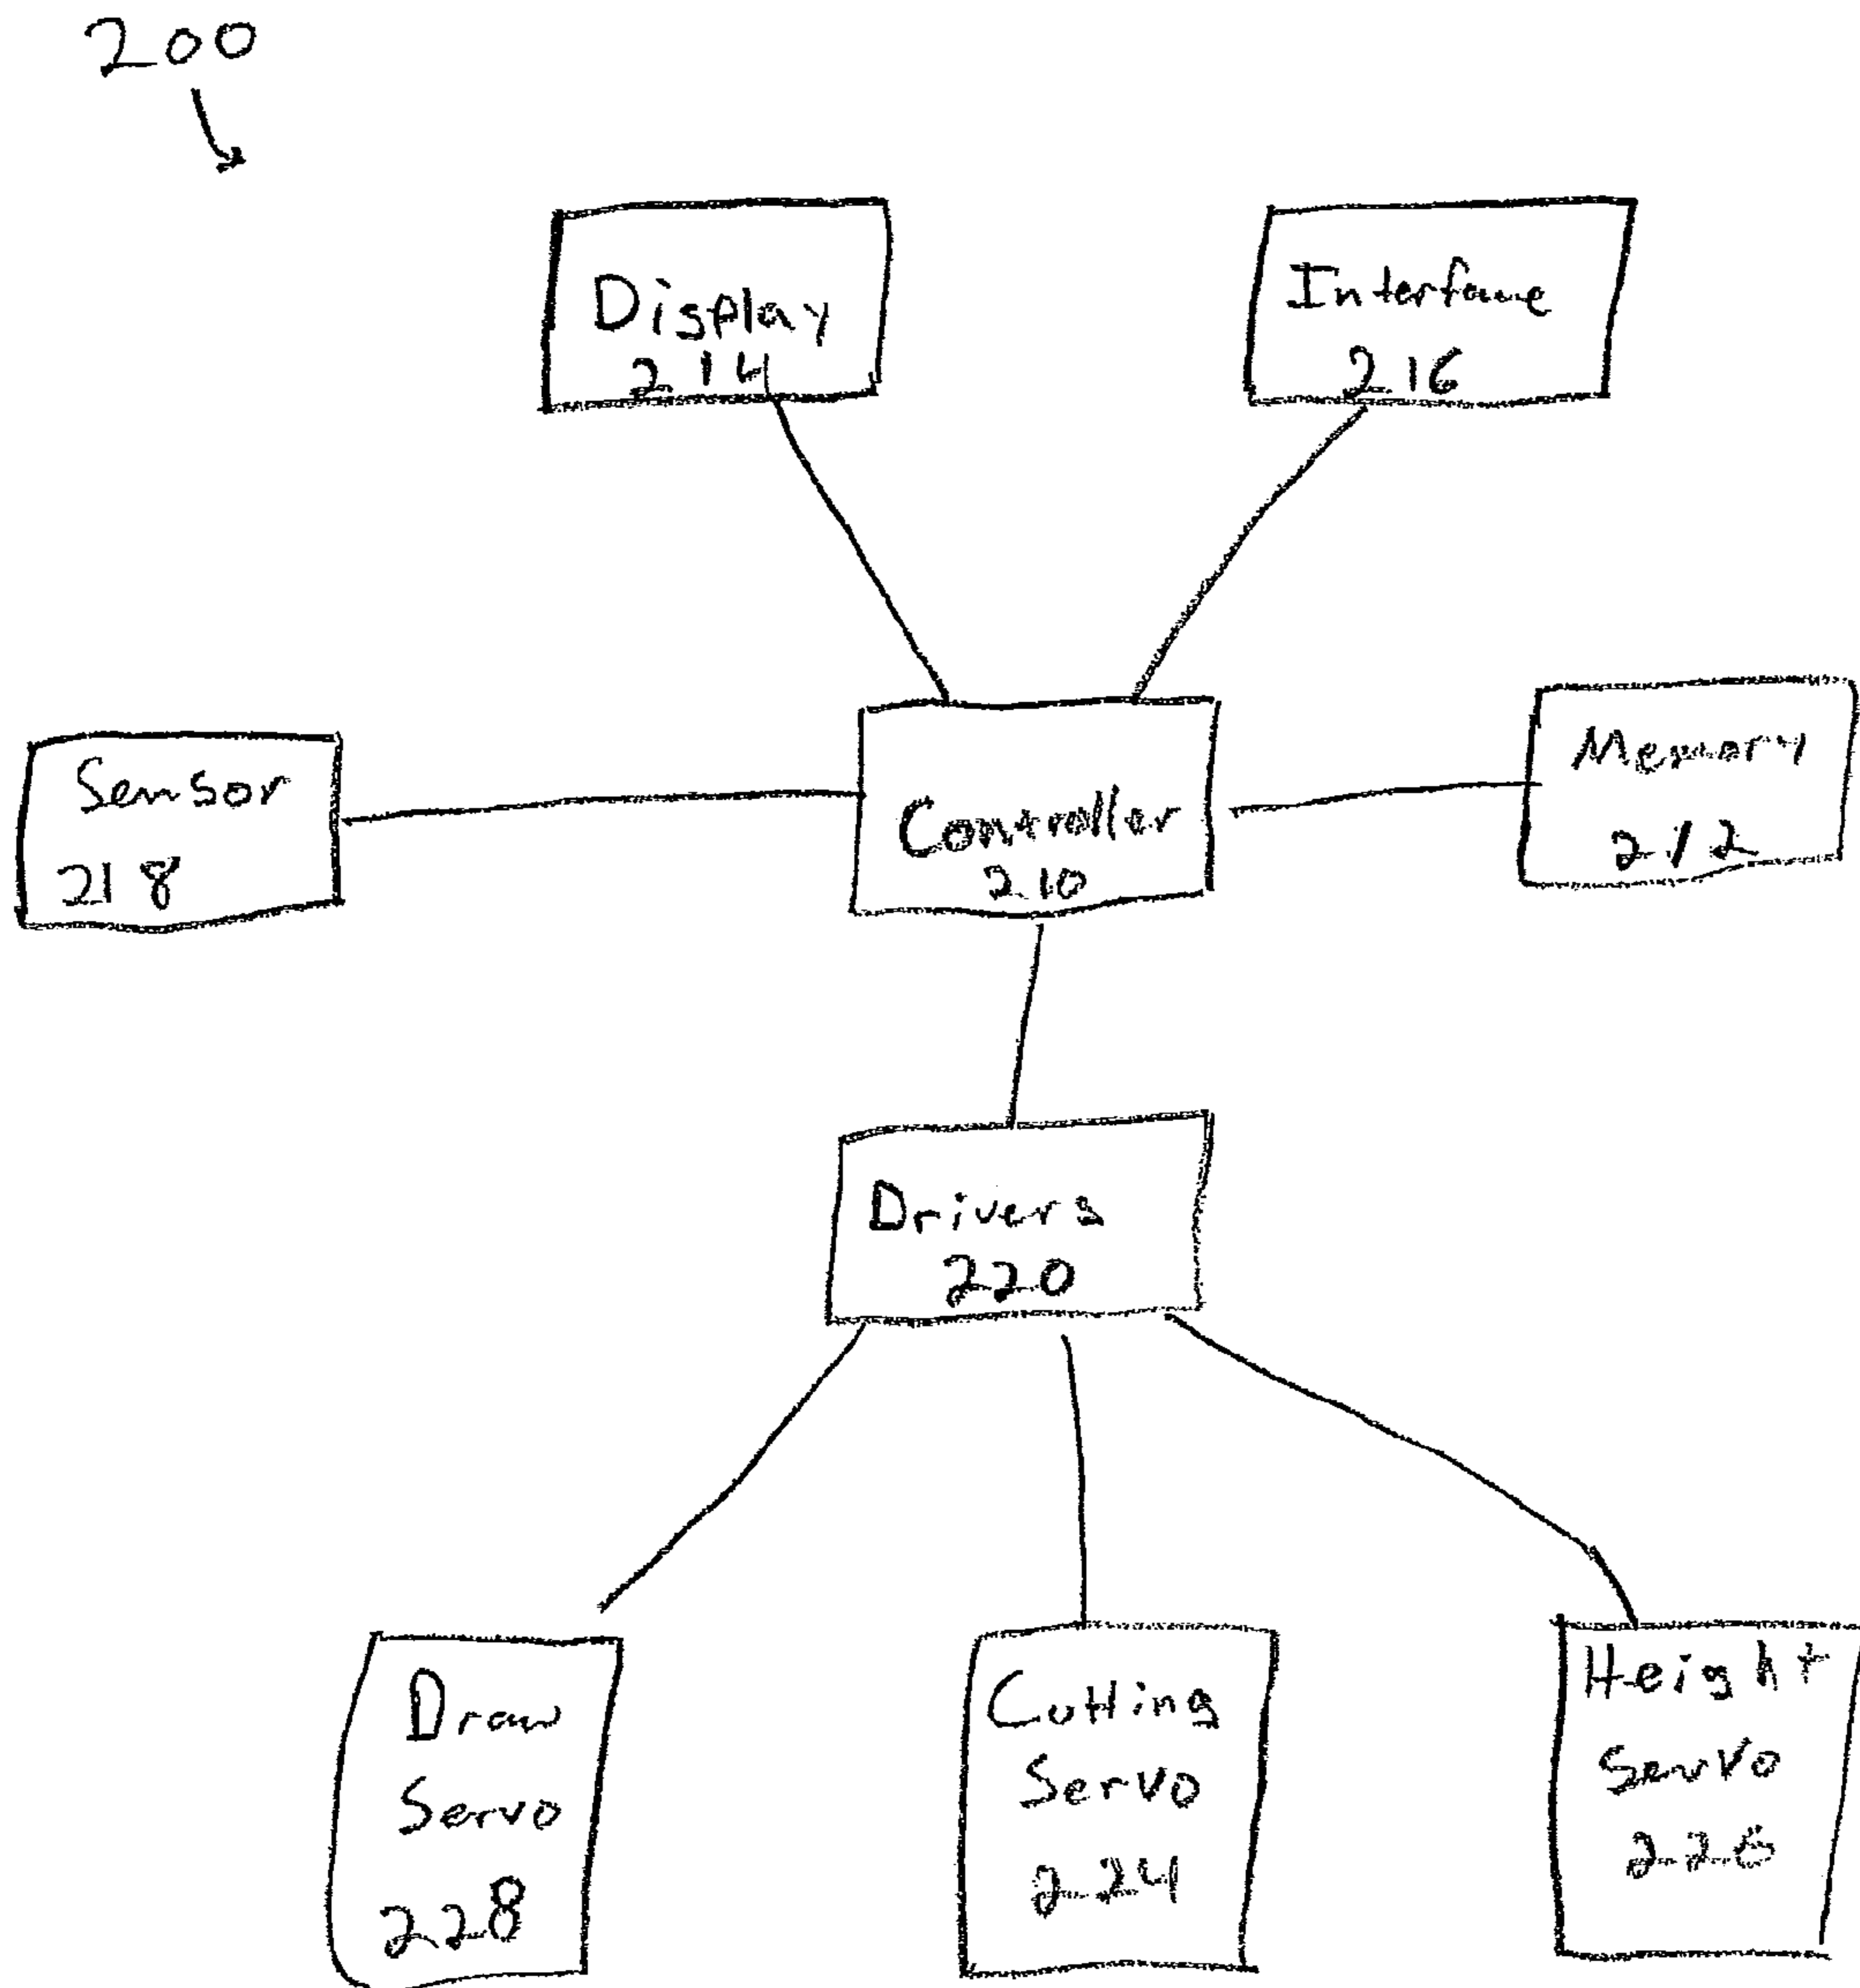 200
Display
214
Interface
216
Sensor
218
Controller
210
Memory
212
Drivers
220
Draw
Servo
228
Cutting
Servo
224
Height
Servo
226